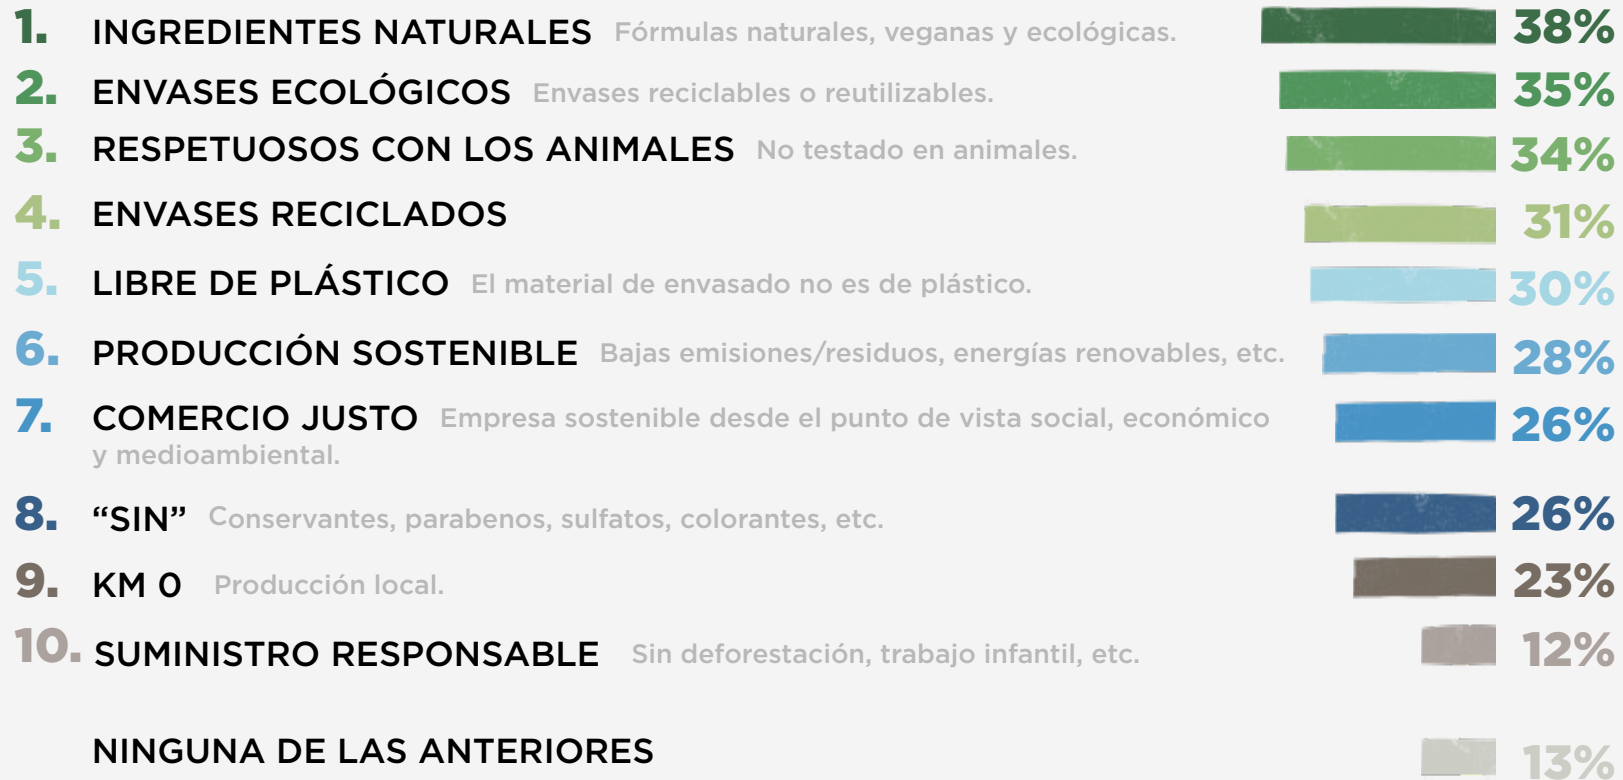 1. INGREDIENTES NATURALES Fórmulas naturales, veganas y ecológicas. 38%
2. ENVASES ECOLÓGICOS Envases reciclables o reutilizables. 35%
3. RESPETUOSOS CON LOS ANIMALES No testado en animales. 34%
4. ENVASES RECICLADOS 31%
5. LIBRE DE PLÁSTICO El material de envasado no es de plástico. 30%
6. PRODUCCIÓN SOSTENIBLE Bajas emisiones/residuos, energías renovables, etc. 28%
7. COMERCIO JUSTO Empresa sostenible desde el punto de vista social, económico 26%
y medioambiental.
8. “SIN” Conservantes, parabenos, sulfatos, colorantes, etc. 26%
9. KM 0 Producción local. 23%
10. SUMINISTRO RESPONSABLE Sin deforestación, trabajo infantil, etc. 12%
NINGUNA DE LAS ANTERIORES 13%